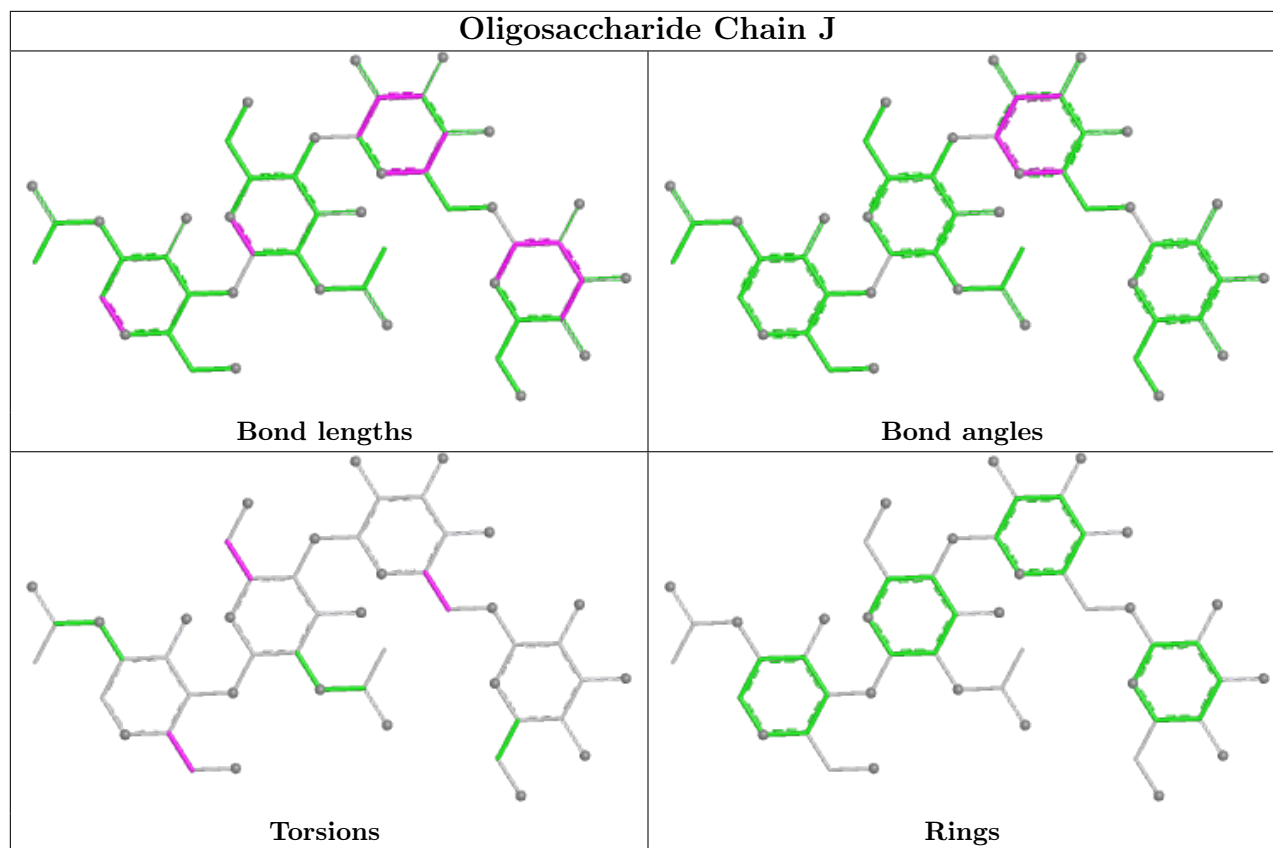 Oligosaccharide Chain J
Bond lengths
Bond angles
Torsions
Rings